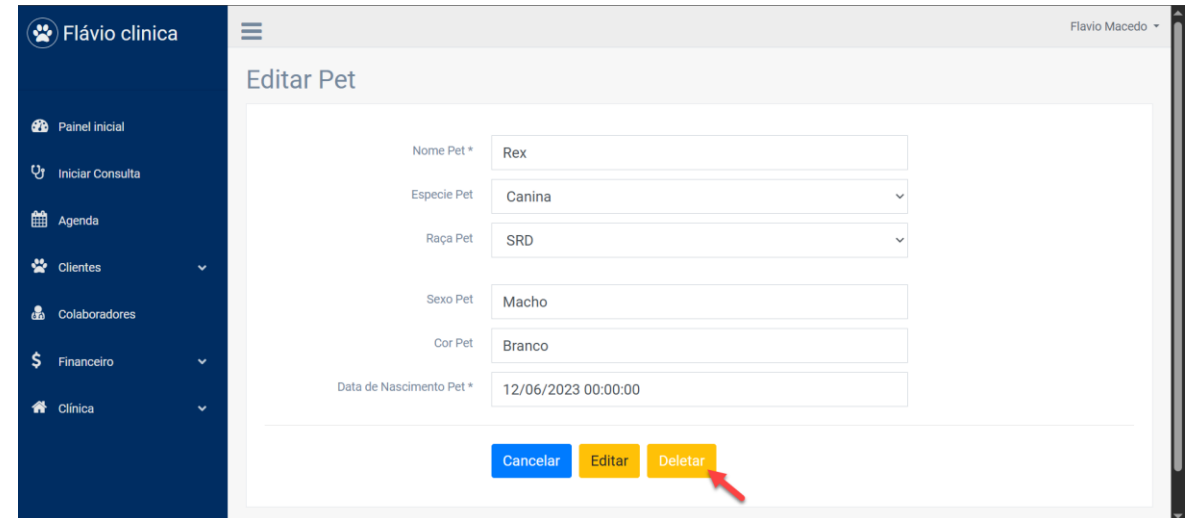 Flávio clinica
Flavio Macedo
Editar Pet
Painel inicial
Iniciar Consulta
Agenda
Clientes
Colaboradores
Financeiro
Clínica
Nome Pet * Rex
Especie Pet Canina
Raça Pet SRD
Sexo Pet Macho
Cor Pet Branco
Data de Nascimento Pet * 12/06/2023 00:00:00
Cancelar Editar Deletar